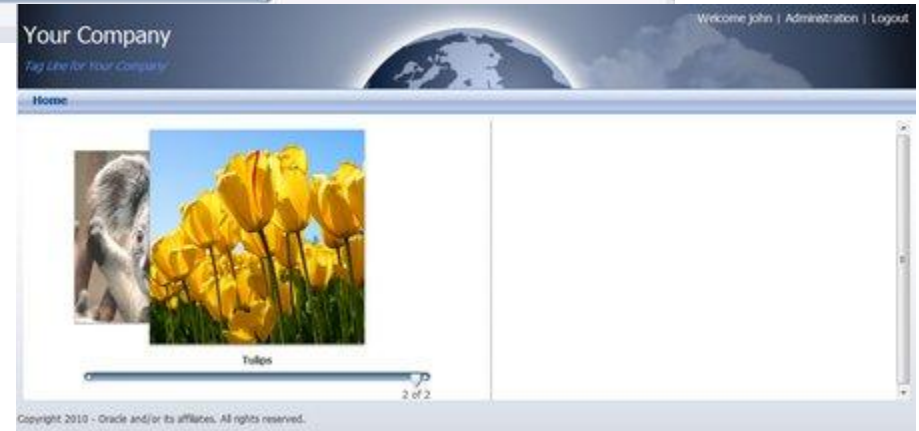 Your Company
Welcome john | Administration | Logout
Tag Line for Your Company
Home
Tulips
2 of 2
Copyright 2010 - Oracle and/or its affiliates. All rights reserved.